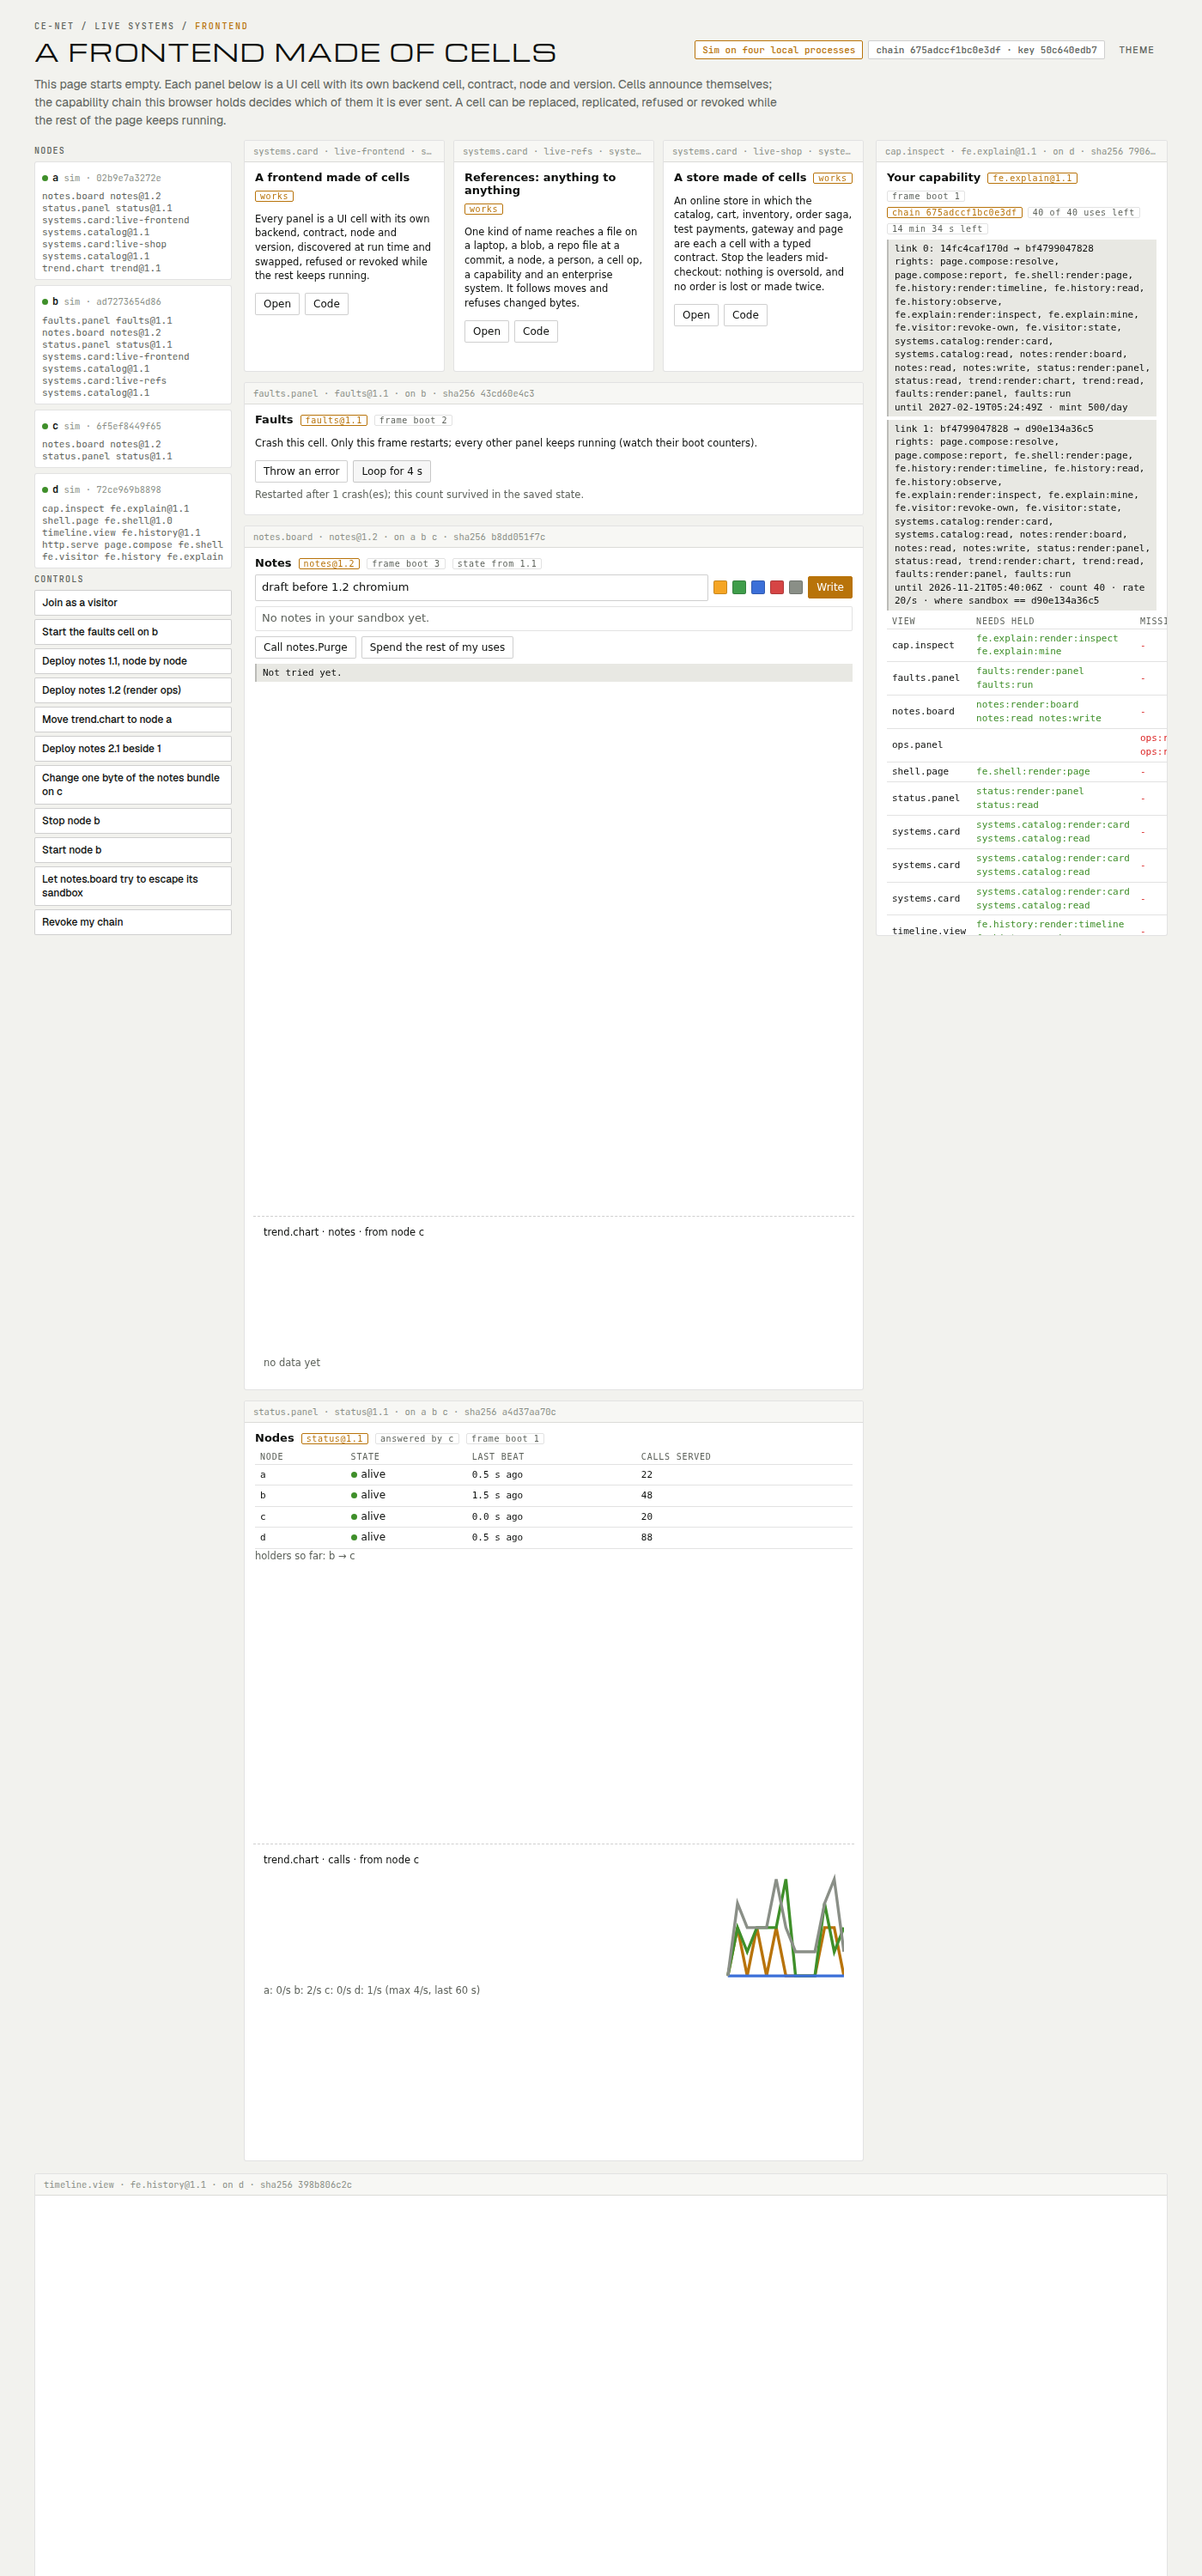 CE-NET / LIVE SYSTEMS / FRONTEND
A FRONTEND MADE OF CELLS
Sim on four local processes
chain 675adccf1bc0e3df · key 50c640edb7
THEME
This page starts empty. Each panel below is a UI cell with its own backend cell, contract, node and version. Cells announce themselves;
the capability chain this browser holds decides which of them it is ever sent. A cell can be replaced, replicated, refused or revoked while
the rest of the page keeps running.
NODES
a sim · 02b9e7a3272e
notes.board notes@1.2
status.panel status@1.1
systems.card:live-frontend
systems.catalog@1.1
systems.card:live-shop
systems.catalog@1.1
trend.chart trend@1.1
b sim · ad7273654d86
faults.panel faults@1.1
notes.board notes@1.2
status.panel status@1.1
systems.card:live-frontend
systems.catalog@1.1
systems.card:live-refs
systems.catalog@1.1
c sim · 6f5ef8449f65
notes.board notes@1.2
status.panel status@1.1
d sim · 72ce969b8898
cap.inspect fe.explain@1.1
shell.page fe.shell@1.0
timeline.view fe.history@1.1
http.serve page.compose fe.shell
fe.visitor fe.history fe.explain
CONTROLS
Join as a visitor
Start the faults cell on b
Deploy notes 1.1, node by node
Deploy notes 1.2 (render ops)
Move trend.chart to node a
Deploy notes 2.1 beside 1
Change one byte of the notes bundle
on c
Stop node b
Start node b
Let notes.board try to escape its
sandbox
Revoke my chain
systems.card · live-frontend · s…
A frontend made of cells
works
Every panel is a UI cell with its own
backend, contract, node and
version, discovered at run time and
swapped, refused or revoked while
the rest keeps running.
Open
Code
systems.card · live-refs · syste…
References: anything to
anything
works
One kind of name reaches a file on
a laptop, a blob, a repo file at a
commit, a node, a person, a cell op,
a capability and an enterprise
system. It follows moves and
refuses changed bytes.
Open
Code
systems.card · live-shop · syste…
A store made of cells works
An online store in which the
catalog, cart, inventory, order saga,
test payments, gateway and page
are each a cell with a typed
contract. Stop the leaders mid-
checkout: nothing is oversold, and
no order is lost or made twice.
Open
Code
faults.panel · faults@1.1 · on b · sha256 43cd60e4c3
Faults faults@1.1 frame boot 2
Crash this cell. Only this frame restarts; every other panel keeps running (watch their boot counters).
Throw an error
Loop for 4 s
Restarted after 1 crash(es); this count survived in the saved state.
notes.board · notes@1.2 · on a b c · sha256 b8dd051f7c
Notes notes@1.2 frame boot 3 state from 1.1
draft before 1.2 chromium
Write
No notes in your sandbox yet.
Call notes.Purge
Spend the rest of my uses
Not tried yet.
trend.chart · notes · from node c
no data yet
status.panel · status@1.1 · on a b c · sha256 a4d37aa70c
Nodes status@1.1 answered by c frame boot 1
NODE STATE LAST BEAT CALLS SERVED
a alive 0.5 s ago 22
b alive 1.5 s ago 48
c alive 0.0 s ago 20
d alive 0.5 s ago 88
holders so far: b → c
trend.chart · calls · from node c
a: 0/s b: 2/s c: 0/s d: 1/s (max 4/s, last 60 s)
cap.inspect · fe.explain@1.1 · on d · sha256 7906…
Your capability fe.explain@1.1
frame boot 1
chain 675adccf1bc0e3df 40 of 40 uses left
14 min 34 s left
link 0: 14fc4caf170d → bf4799047828
rights: page.compose:resolve,
page.compose:report, fe.shell:render:page,
fe.history:render:timeline, fe.history:read,
fe.history:observe,
fe.explain:render:inspect, fe.explain:mine,
fe.visitor:revoke-own, fe.visitor:state,
systems.catalog:render:card,
systems.catalog:read, notes:render:board,
notes:read, notes:write, status:render:panel,
status:read, trend:render:chart, trend:read,
faults:render:panel, faults:run
until 2027-02-19T05:24:49Z · mint 500/day
link 1: bf4799047828 → d90e134a36c5
rights: page.compose:resolve,
page.compose:report, fe.shell:render:page,
fe.history:render:timeline, fe.history:read,
fe.history:observe,
fe.explain:render:inspect, fe.explain:mine,
fe.visitor:revoke-own, fe.visitor:state,
systems.catalog:render:card,
systems.catalog:read, notes:render:board,
notes:read, notes:write, status:render:panel,
status:read, trend:render:chart, trend:read,
faults:render:panel, faults:run
until 2026-11-21T05:40:06Z · count 40 · rate
20/s · where sandbox == d90e134a36c5
VIEW NEEDS HELD
cap.inspect fe.explain:render:inspect -
fe.explain:mine
faults.panel faults:render:panel -
faults:run
notes.board notes:render:board -
notes:read notes:write
ops.panel
shell.page fe.shell:render:page -
status.panel status:render:panel -
status:read
systems.card systems.catalog:render:card -
systems.catalog:read
systems.card systems.catalog:render:card -
systems.catalog:read
systems.card systems.catalog:render:card -
systems.catalog:read
timeline.view fe.history:render:timeline -
timeline.view · fe.history@1.1 · on d · sha256 398b806c2c